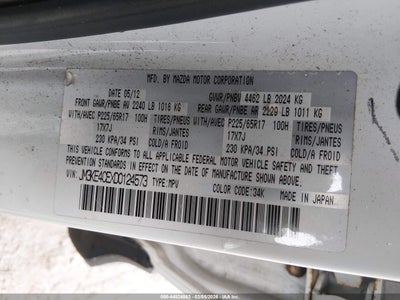 MFD. BY MAZDA MOTOR CORPORATION
DATE 05/12 GVWR/PNBV 4462 LB 2024 KG
FRONT GAWR/PNBE AV 2240 LB 1016 KG REAR GAWR/PNBE AR 2229 LB 1011 KG
WITH/AVEC P225/65R17 100H TIRES/PNEUS WITH/AVEC P225/65R17 100H TIRES/PNEUS
17X7J RIMS/JANTES 17X7J RIMS/JANTES
230 KPA/34 PSI COLD/A FROID 230 KPA/34 PSI COLD/A FROID
THIS VEHICLE CONFORMS TO ALL APPLICABLE FEDERAL MOTOR VEHICLE SAFETY, BUMPER AND THEFT
PREVENTION STANDARDS IN EFFECT ON THE DATE OF MANUFACTURE SHOWN ABOVE.
VIN: JM3KE4CEXD0124573 TYPE: MPV COLOR CODE: 34K MADE IN JAPAN